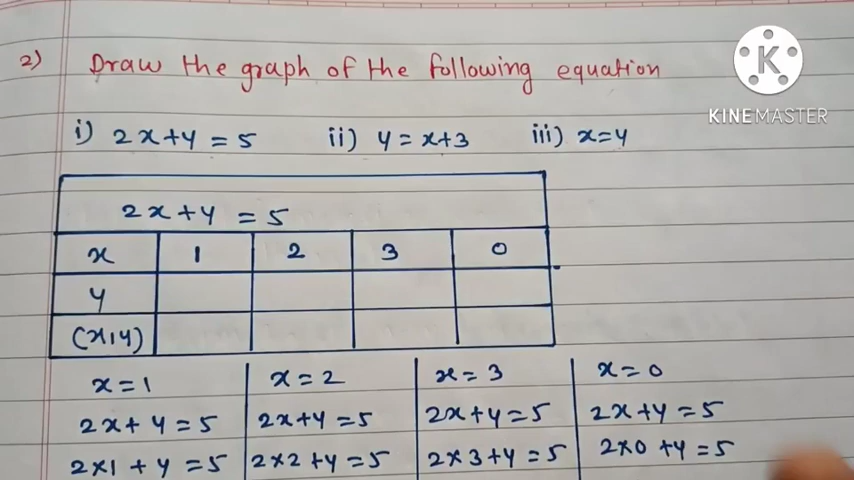 2) Draw the graph of the following equation
K
KINEMASTER
i) 2x+y = 5 ii) y = x+3 iii) x=y
2x+y = 5
x 1 2 3 0
y
(x,y)
x=1 x=2 x=3 x=0
2x+y=5 2x+y=5 2x+y=5 2x+y=5
2×1+y=5 2×2+y=5 2×3+y=5 2×0+y=5